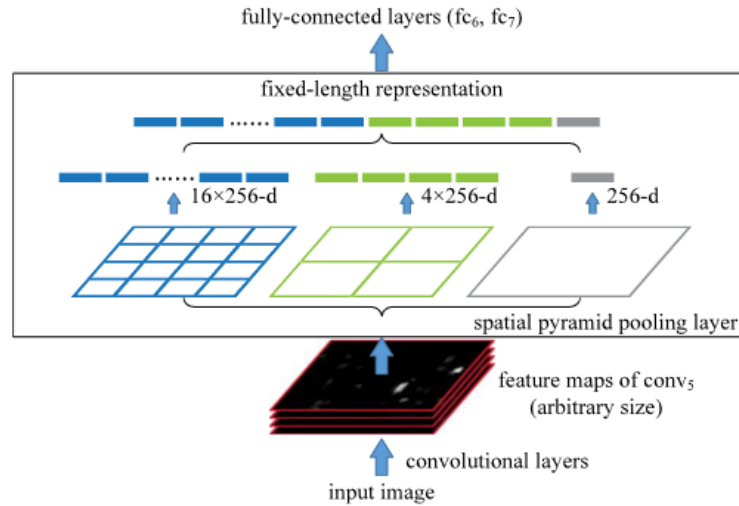 fully-connected layers (fc₆, fc₇)
fixed-length representation
......
......
16×256-d
4×256-d
256-d
spatial pyramid pooling layer
feature maps of conv₅
(arbitrary size)
convolutional layers
input image